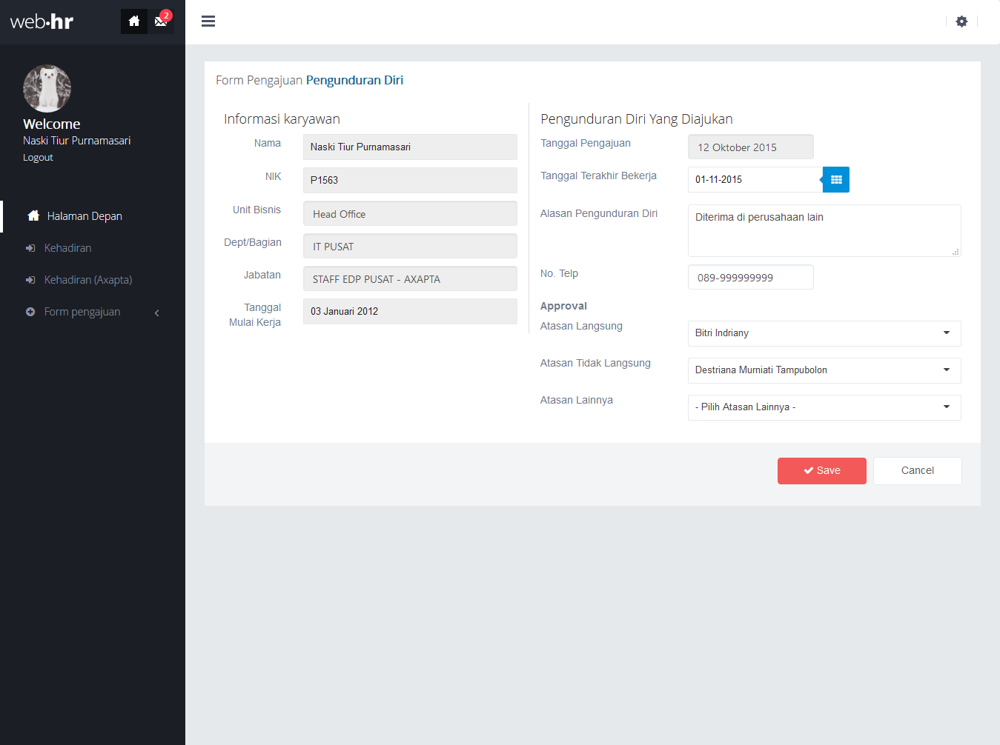 web·hr
2
Welcome
Naski Tiur Purnamasari
Logout
Halaman Depan
Kehadiran
Kehadiran (Axapta)
Form pengajuan
Form Pengajuan Pengunduran Diri
Informasi karyawan
Nama
Naski Tiur Purnamasari
NIK
P1563
Unit Bisnis
Head Office
Dept/Bagian
IT PUSAT
Jabatan
STAFF EDP PUSAT - AXAPTA
Tanggal
Mulai Kerja
03 Januari 2012
Pengunduran Diri Yang Diajukan
Tanggal Pengajuan
12 Oktober 2015
Tanggal Terakhir Bekerja
01-11-2015
Alasan Pengunduran Diri
Diterima di perusahaan lain
No. Telp
089-999999999
Approval
Atasan Langsung
Bitri Indriany
Atasan Tidak Langsung
Destriana Murniati Tampubolon
Atasan Lainnya
- Pilih Atasan Lainnya -
Save
Cancel